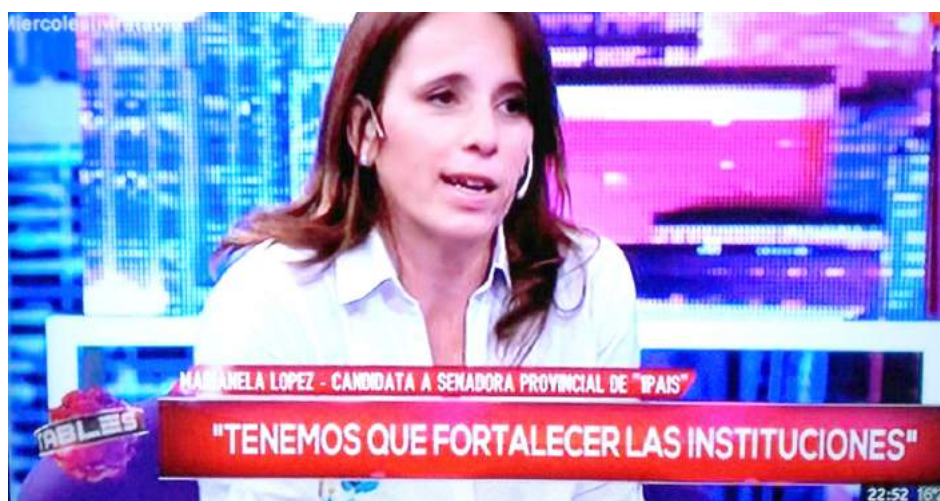 MARIANELA LOPEZ - CANDIDATA A SENADORA PROVINCIAL DE "1PAIS"
TABLES
"TENEMOS QUE FORTALECER LAS INSTITUCIONES"
22:52